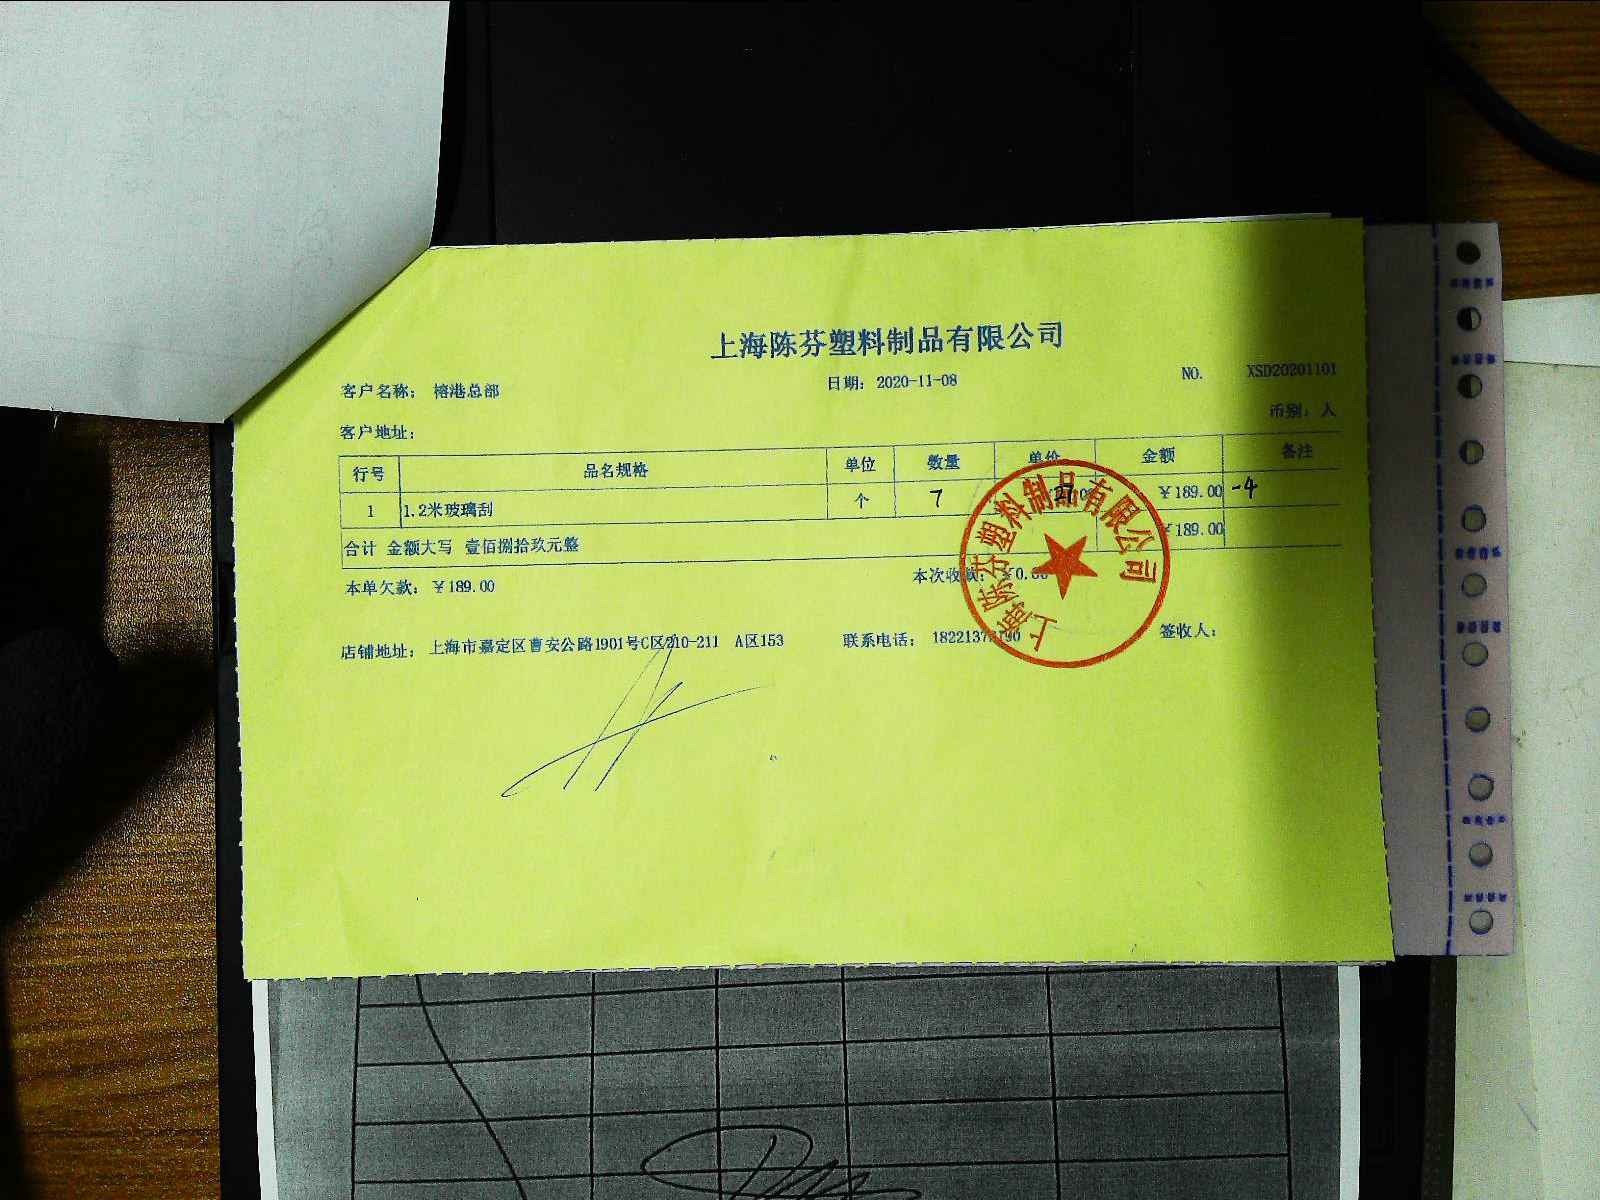 上海陈芬塑料制品有限公司
客户名称: 榕港总部 日期: 2020-11-08 NO. XSD20201101
客户地址: 币别: 人
行号 品名规格 单位 数量 单价 金额 备注
1 1.2米玻璃刮 个 7 27 ￥189.00 -4
合计 金额大写 壹佰捌拾玖元整 ￥189.00
本单欠款: ￥189.00 本次收款: ￥0.00
店铺地址: 上海市嘉定区曹安公路1901号C区210-211 A区153 联系电话: 签收人:
上海陈芬塑料制品有限公司